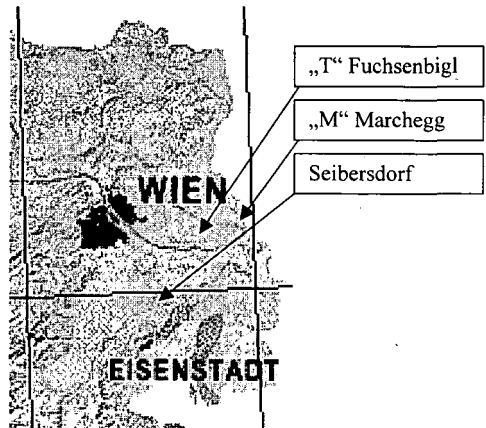 „T“ Fuchsenbigl
„M“ Marchegg
Seibersdorf
WIEN
EISENSTADT